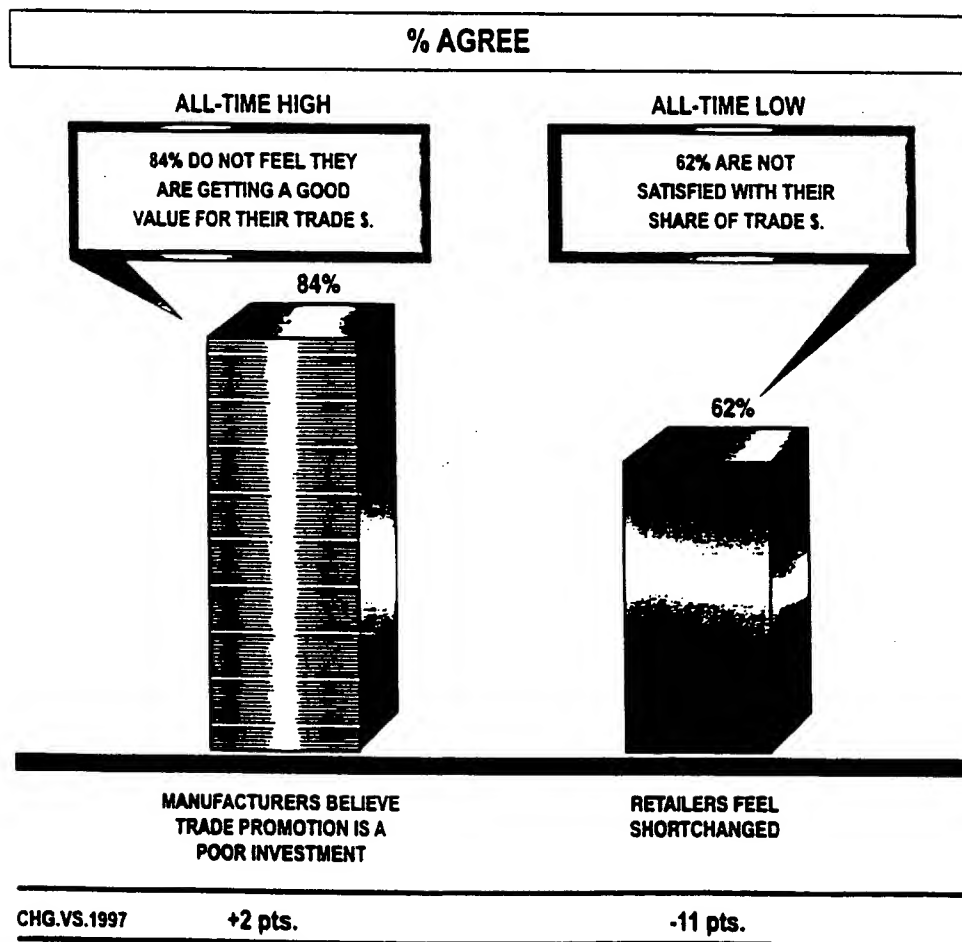 % AGREE
ALL-TIME HIGH
84% DO NOT FEEL THEY
ARE GETTING A GOOD
VALUE FOR THEIR TRADE $.
84%
ALL-TIME LOW
62% ARE NOT
SATISFIED WITH THEIR
SHARE OF TRADE $.
62%
MANUFACTURERS BELIEVE
TRADE PROMOTION IS A
POOR INVESTMENT
RETAILERS FEEL
SHORTCHANGED
CHG.VS.1997 +2 pts. -11 pts.